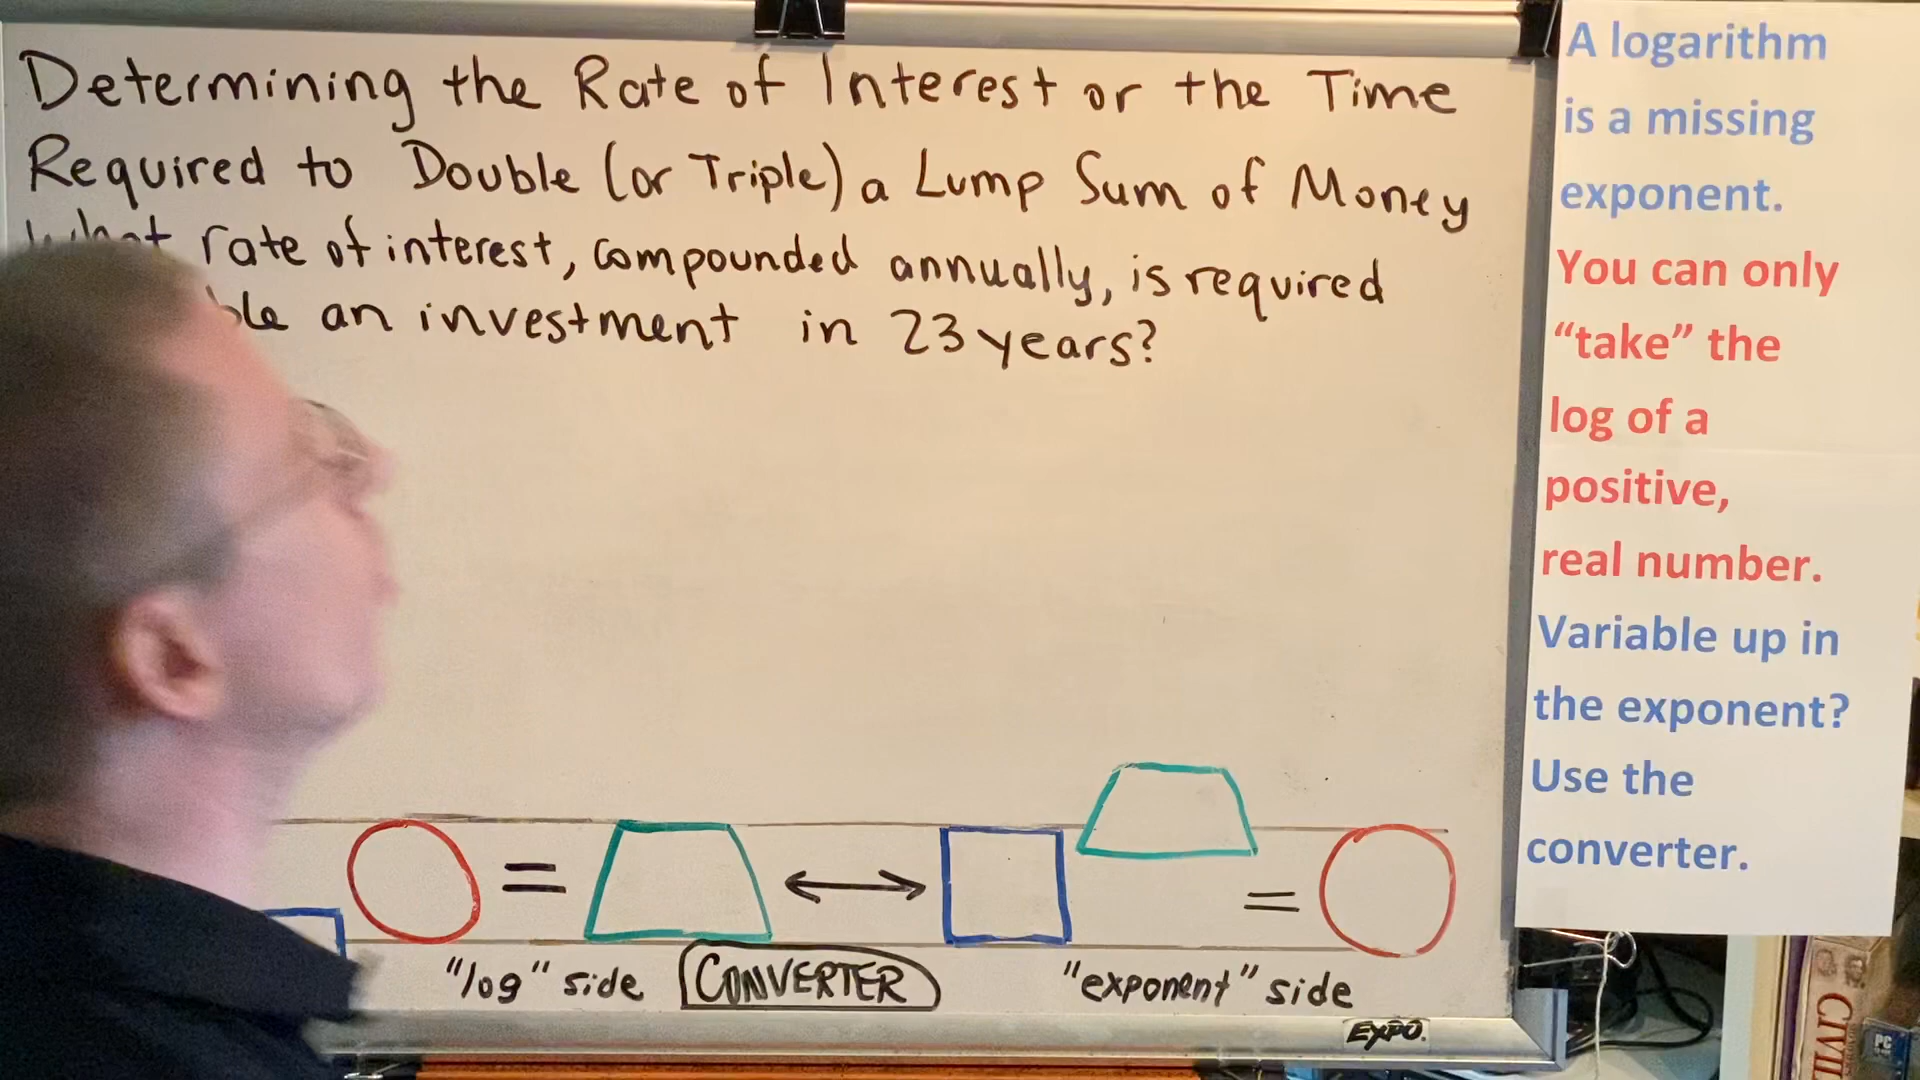 Determining the Rate of Interest or the Time
Required to Double (or Triple) a Lump Sum of Money
What rate of interest, compounded annually, is required
an investment in 23 years?
=
=
"log" side
CONVERTER
"exponent" side
EXPO.
A logarithm
is a missing
exponent.
You can only
“take” the
log of a
positive,
real number.
Variable up in
the exponent?
Use the
converter.
CIVIL
PC